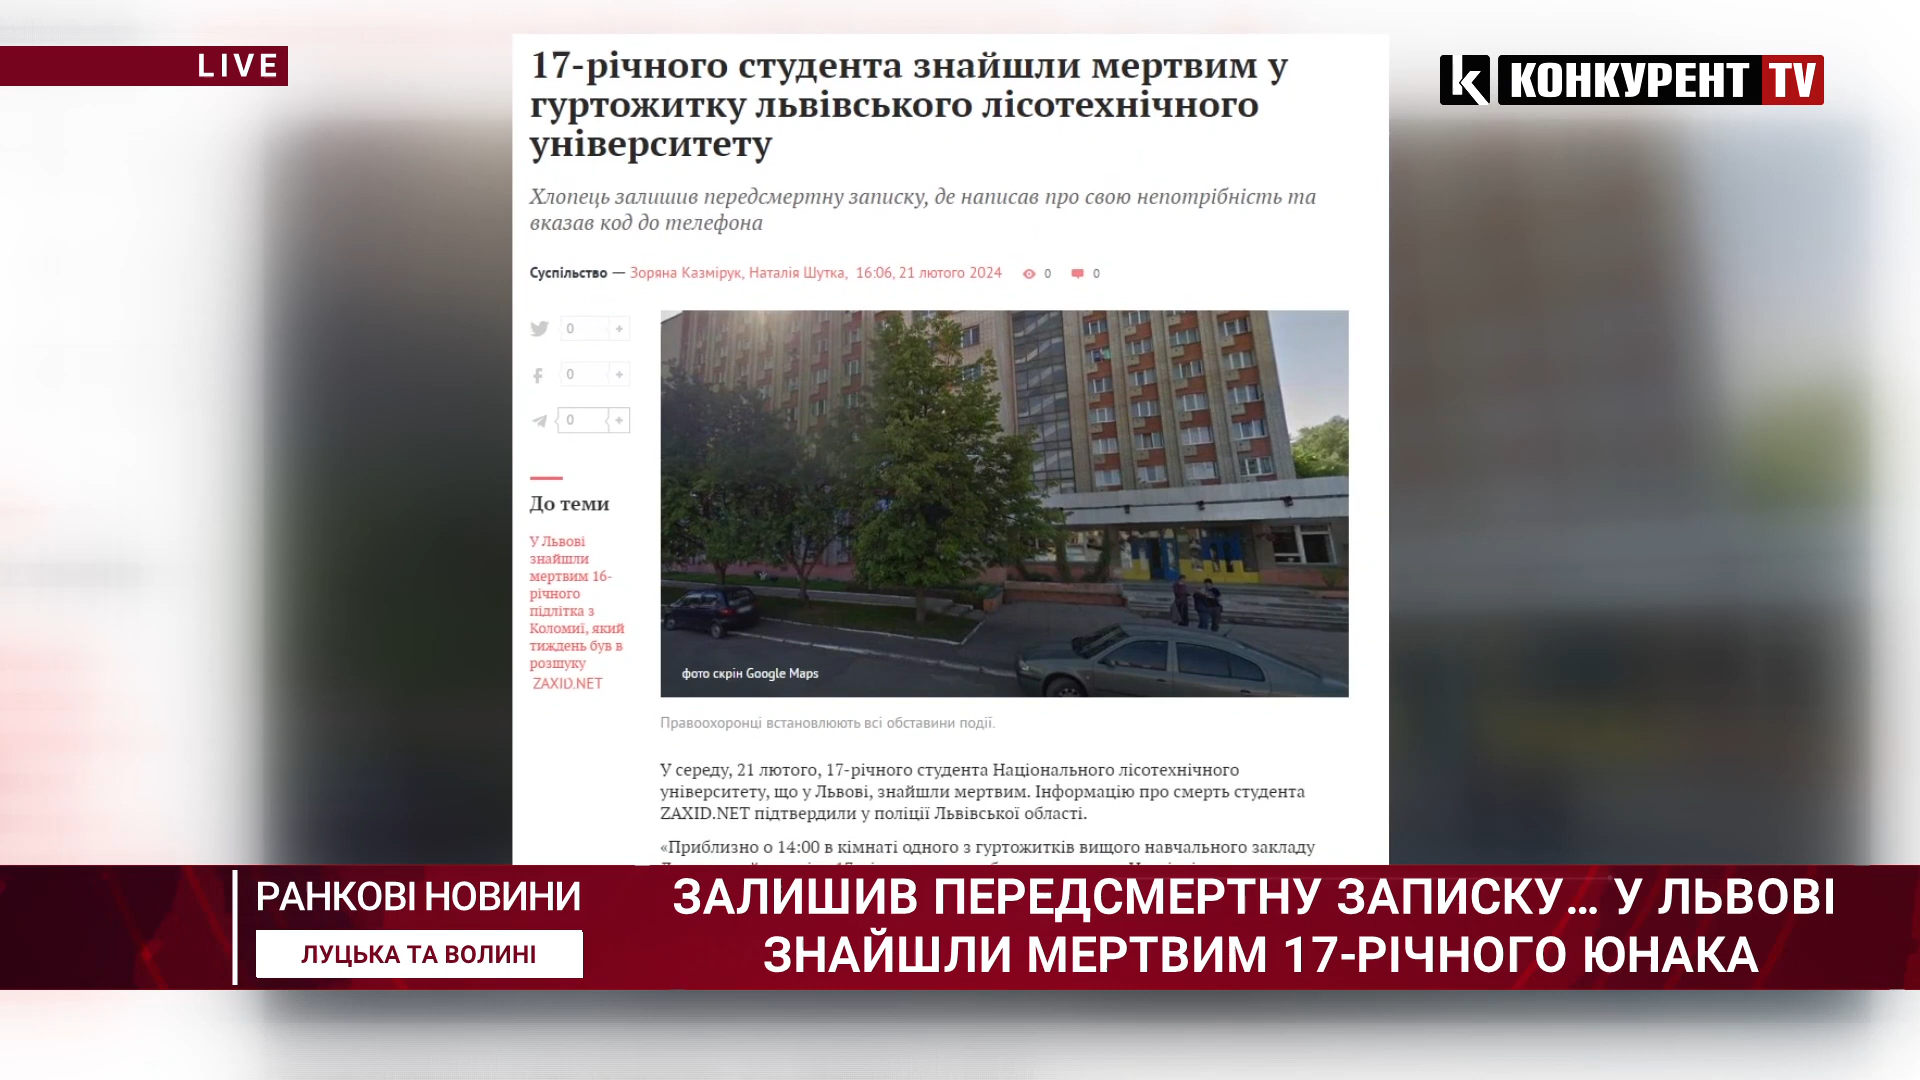 LIVE
КОНКУРЕНТ TV
17-річного студента знайшли мертвим у
гуртожитку львівського лісотехнічного
університету
Хлопець залишив передсмертну записку, де написав про свою непотрібність та
вказав код до телефона
Суспільство — Зоряна Казмірук, Наталія Шутка, 16:06, 21 лютого 2024 0 0
0 +
0 +
0 +
До теми
У Львові
знайшли
мертвим 16-
річного
підлітка з
Коломиї, який
тиждень був в
розшуку
ZAXID.NET
фото скрін Google Maps
Правоохоронці встановлюють всі обставини події.
У середу, 21 лютого, 17-річного студента Національного лісотехнічного
університету, що у Львові, знайшли мертвим. Інформацію про смерть студента
ZAXID.NET підтвердили у поліції Львівської області.
«Приблизно о 14:00 в кімнаті одного з гуртожитків вищого навчального закладу
РАНКОВІ НОВИНИ
ЛУЦЬКА ТА ВОЛИНІ
ЗАЛИШИВ ПЕРЕДСМЕРТНУ ЗАПИСКУ... У ЛЬВОВІ
ЗНАЙШЛИ МЕРТВИМ 17-РІЧНОГО ЮНАКА